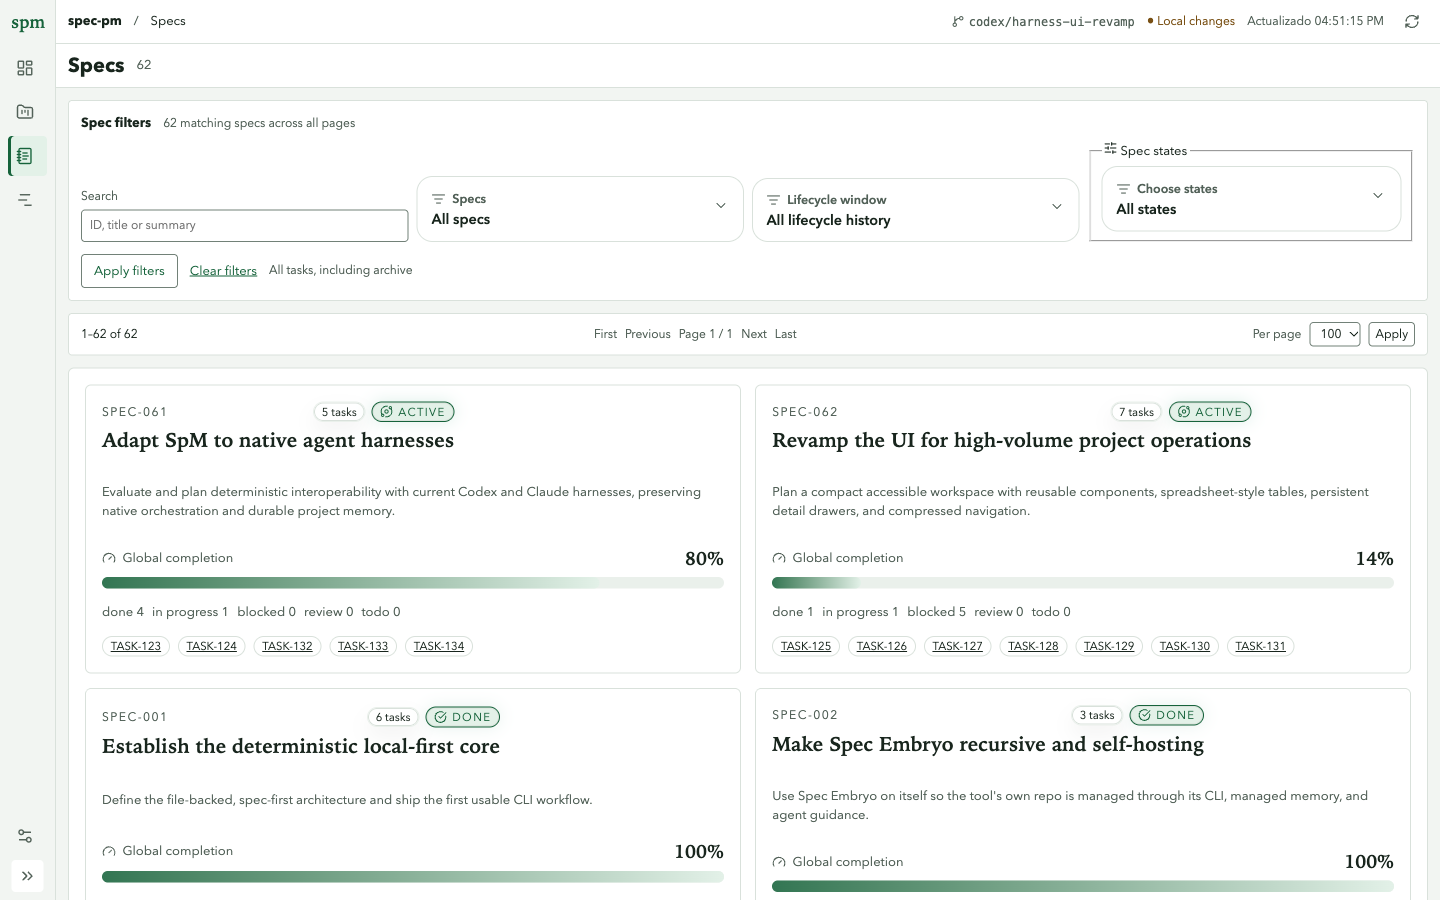 spm
spec-pm / Specs
codex/harness-ui-revamp
Local changes
Actualizado 04:51:15 PM
Specs 62
Spec filters 62 matching specs across all pages
Search
ID, title or summary
Specs
All specs
Lifecycle window
All lifecycle history
Spec states
Choose states
All states
Apply filters
Clear filters
All tasks, including archive
1-62 of 62
First Previous Page 1 / 1 Next Last
Per page 100 Apply
SPEC-061
5 tasks
ACTIVE
Adapt SpM to native agent harnesses
Evaluate and plan deterministic interoperability with current Codex and Claude harnesses, preserving
native orchestration and durable project memory.
Global completion 80%
done 4 in progress 1 blocked 0 review 0 todo 0
TASK-123 TASK-124 TASK-132 TASK-133 TASK-134
SPEC-062
7 tasks
ACTIVE
Revamp the UI for high-volume project operations
Plan a compact accessible workspace with reusable components, spreadsheet-style tables, persistent
detail drawers, and compressed navigation.
Global completion 14%
done 1 in progress 1 blocked 5 review 0 todo 0
TASK-125 TASK-126 TASK-127 TASK-128 TASK-129 TASK-130 TASK-131
SPEC-001
6 tasks
DONE
Establish the deterministic local-first core
Define the file-backed, spec-first architecture and ship the first usable CLI workflow.
Global completion 100%
SPEC-002
3 tasks
DONE
Make Spec Embryo recursive and self-hosting
Use Spec Embryo on itself so the tool's own repo is managed through its CLI, managed memory, and
agent guidance.
Global completion 100%